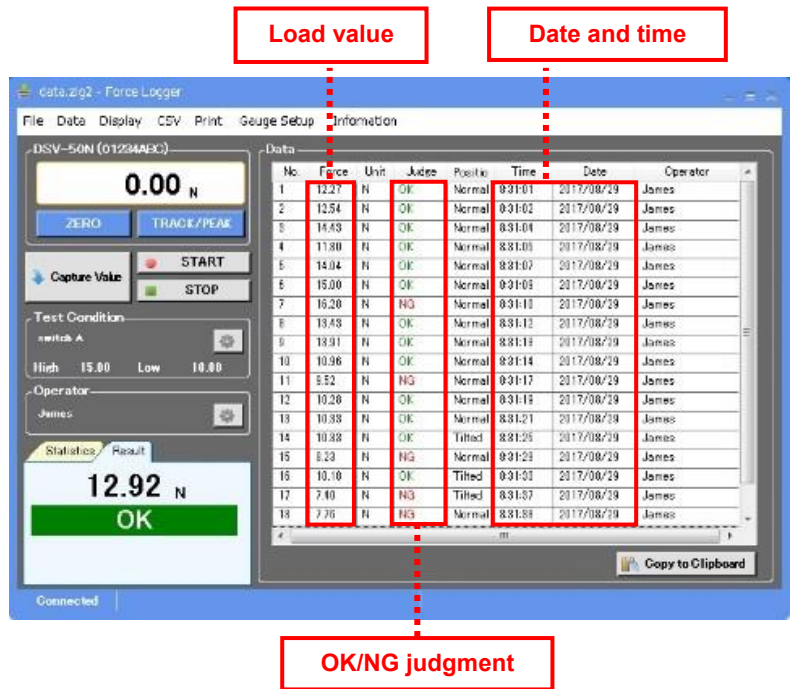 Load value
Date and time
data.zig2 - Force Logger
File Data Display CSV Print Gauge Setup Infomation
DSV-50N (01234ABC)
0.00 N
ZERO
TRACK/PEAK
Capture Value
START
STOP
Test Condition
switch A
High 15.00 Low 10.00
Operator
James
Statistics
Result
12.92 N
OK
Data
No. Force Unit Judge Positio Time Date Operator
1 12.27 N OK Normal 8:31:01 2017/08/29 James
2 12.54 N OK Normal 8:31:02 2017/08/29 James
3 14.43 N OK Normal 8:31:04 2017/08/29 James
4 11.80 N OK Normal 2017/08/29 James
5 14.04 N OK Normal 8:31:07 2017/08/29 James
6 15.00 N OK Normal 2017/08/29 James
7 16.28 N NG Normal 8:31:10 2017/08/29 James
8 13.43 N OK Normal 8:31:12 2017/08/29 James
9 13.91 N OK Normal 2017/08/29 James
10 10.96 N OK Normal 8:31:14 2017/08/29 James
11 N NG Normal 8:31:17 2017/08/29 James
12 10.28 N OK Normal 2017/08/29 James
13 N OK Normal 8:31:21 2017/08/29 James
14 N OK Tilted 2017/08/29 James
15 N NG Normal 2017/08/29 James
16 10.10 N OK Tilted 2017/08/29 James
17 7.40 N NG Tilted 8:31:37 2017/08/29 James
18 7.76 N NG Normal 2017/08/29 James
Copy to Clipboard
Connected
OK/NG judgment